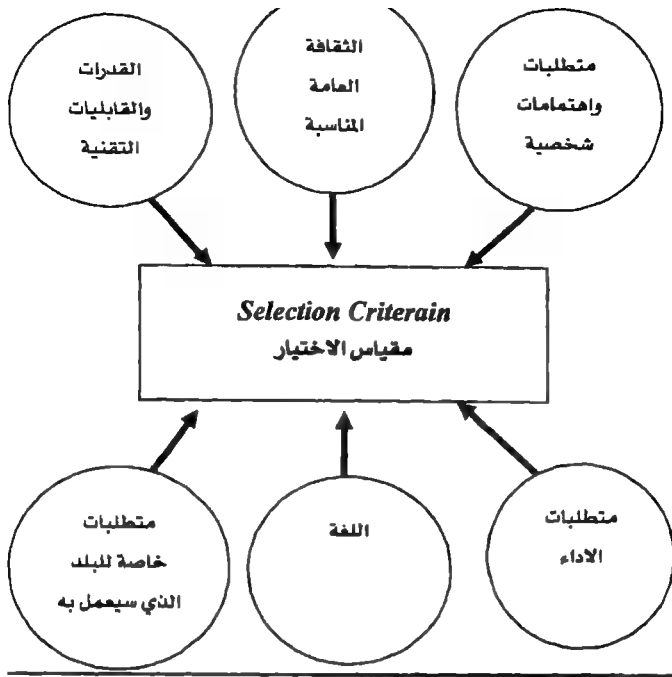 متطلبات
واهتمامات
شخصية
الثقافة
العامة
المناسبة
القدرات
والقابليات
التقنية
Selection Criterain
مقياس الاختيار
متطلبات
الاداء
اللغة
متطلبات
خاصة للبلد
الذي سيعمل به